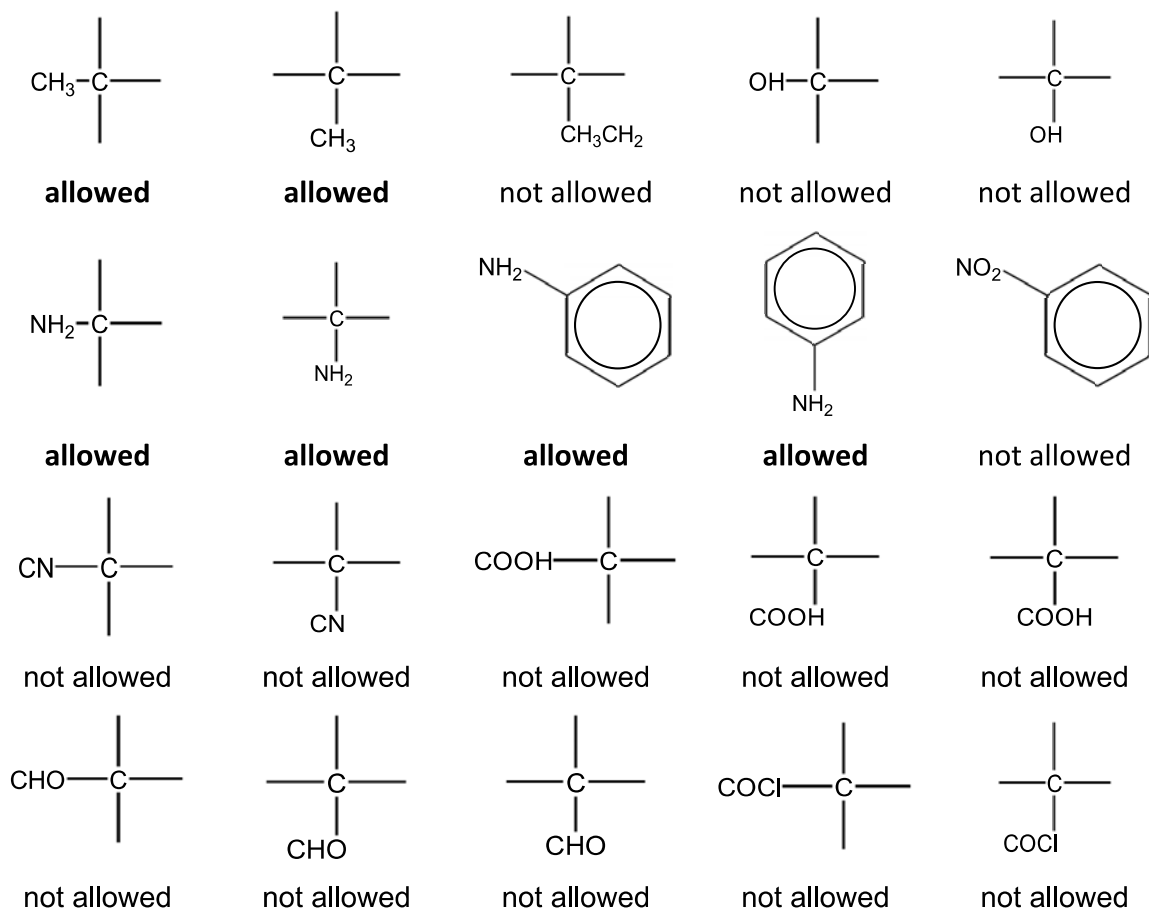 CH₃ C C C OH C C
CH₃ CH₃CH₂ OH
allowed allowed not allowed not allowed not allowed
NH₂ C C NH₂ NO₂
NH₂ NH₂
allowed allowed allowed allowed not allowed
CN C C COOH C C C
CN COOH COOH
not allowed not allowed not allowed not allowed not allowed
CHO C C C COCl C C
CHO CHO COCl
not allowed not allowed not allowed not allowed not allowed